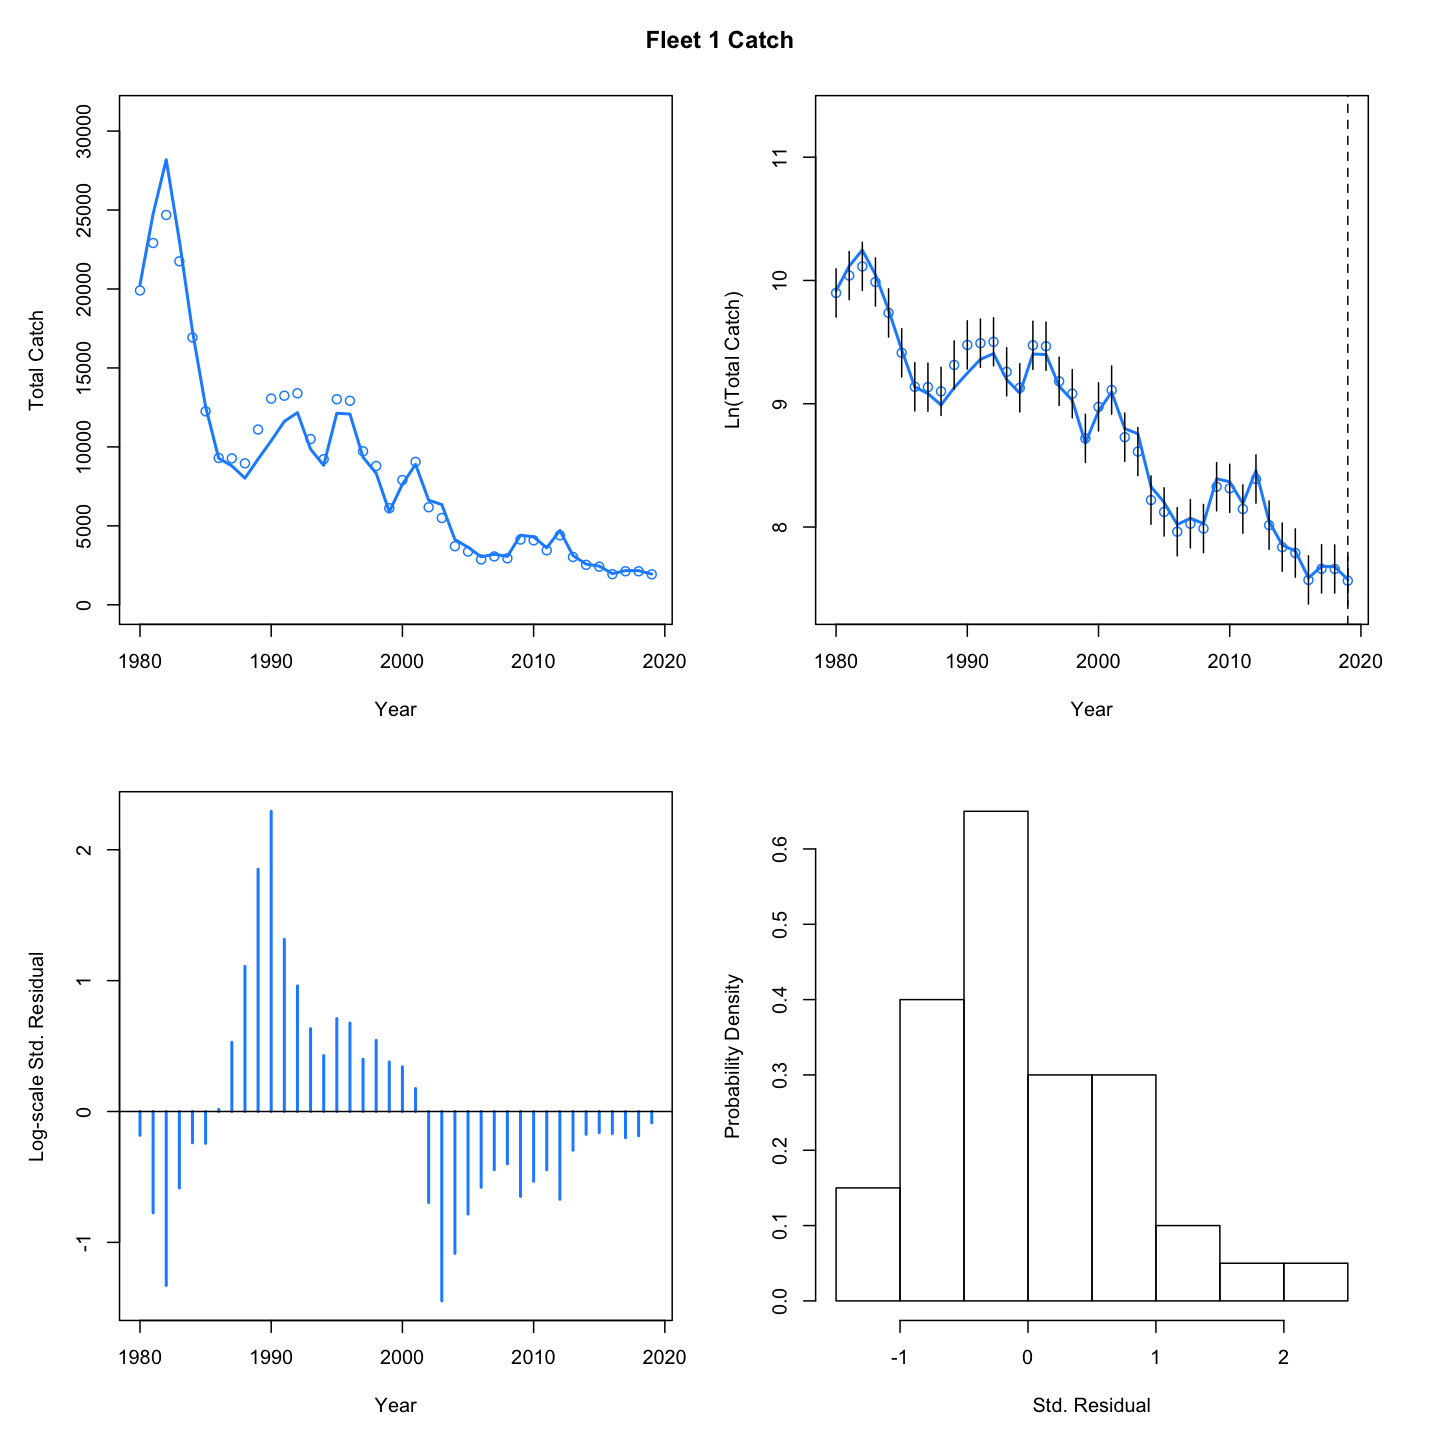 Fleet 1 Catch
Total Catch
30000
25000
20000
15000
10000
5000
0
1980 1990 2000 2010 2020
Year
Ln(Total Catch)
11
10
9
8
1980 1990 2000 2010 2020
Year
Log-scale Std. Residual
2
1
0
-1
1980 1990 2000 2010 2020
Year
Probability Density
0.6
0.5
0.4
0.3
0.2
0.1
0.0
-1 0 1 2
Std. Residual